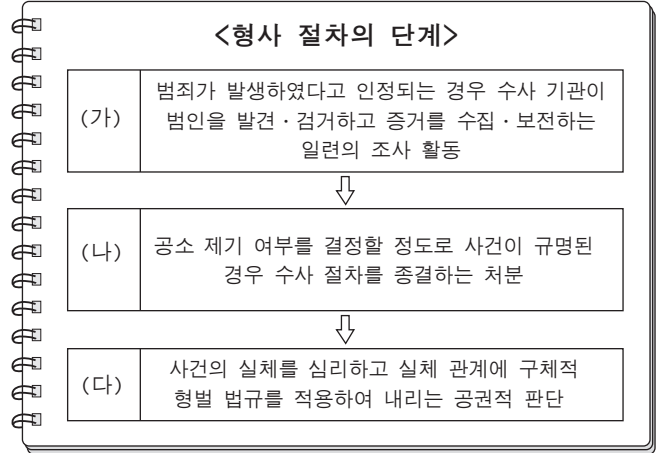 <형사 절차의 단계>
(가)
범죄가 발생하였다고 인정되는 경우 수사 기관이
범인을 발견·검거하고 증거를 수집·보전하는
일련의 조사 활동
(나)
공소 제기 여부를 결정할 정도로 사건이 규명된
경우 수사 절차를 종결하는 처분
(다)
사건의 실체를 심리하고 실체 관계에 구체적
형벌 법규를 적용하여 내리는 공권적 판단